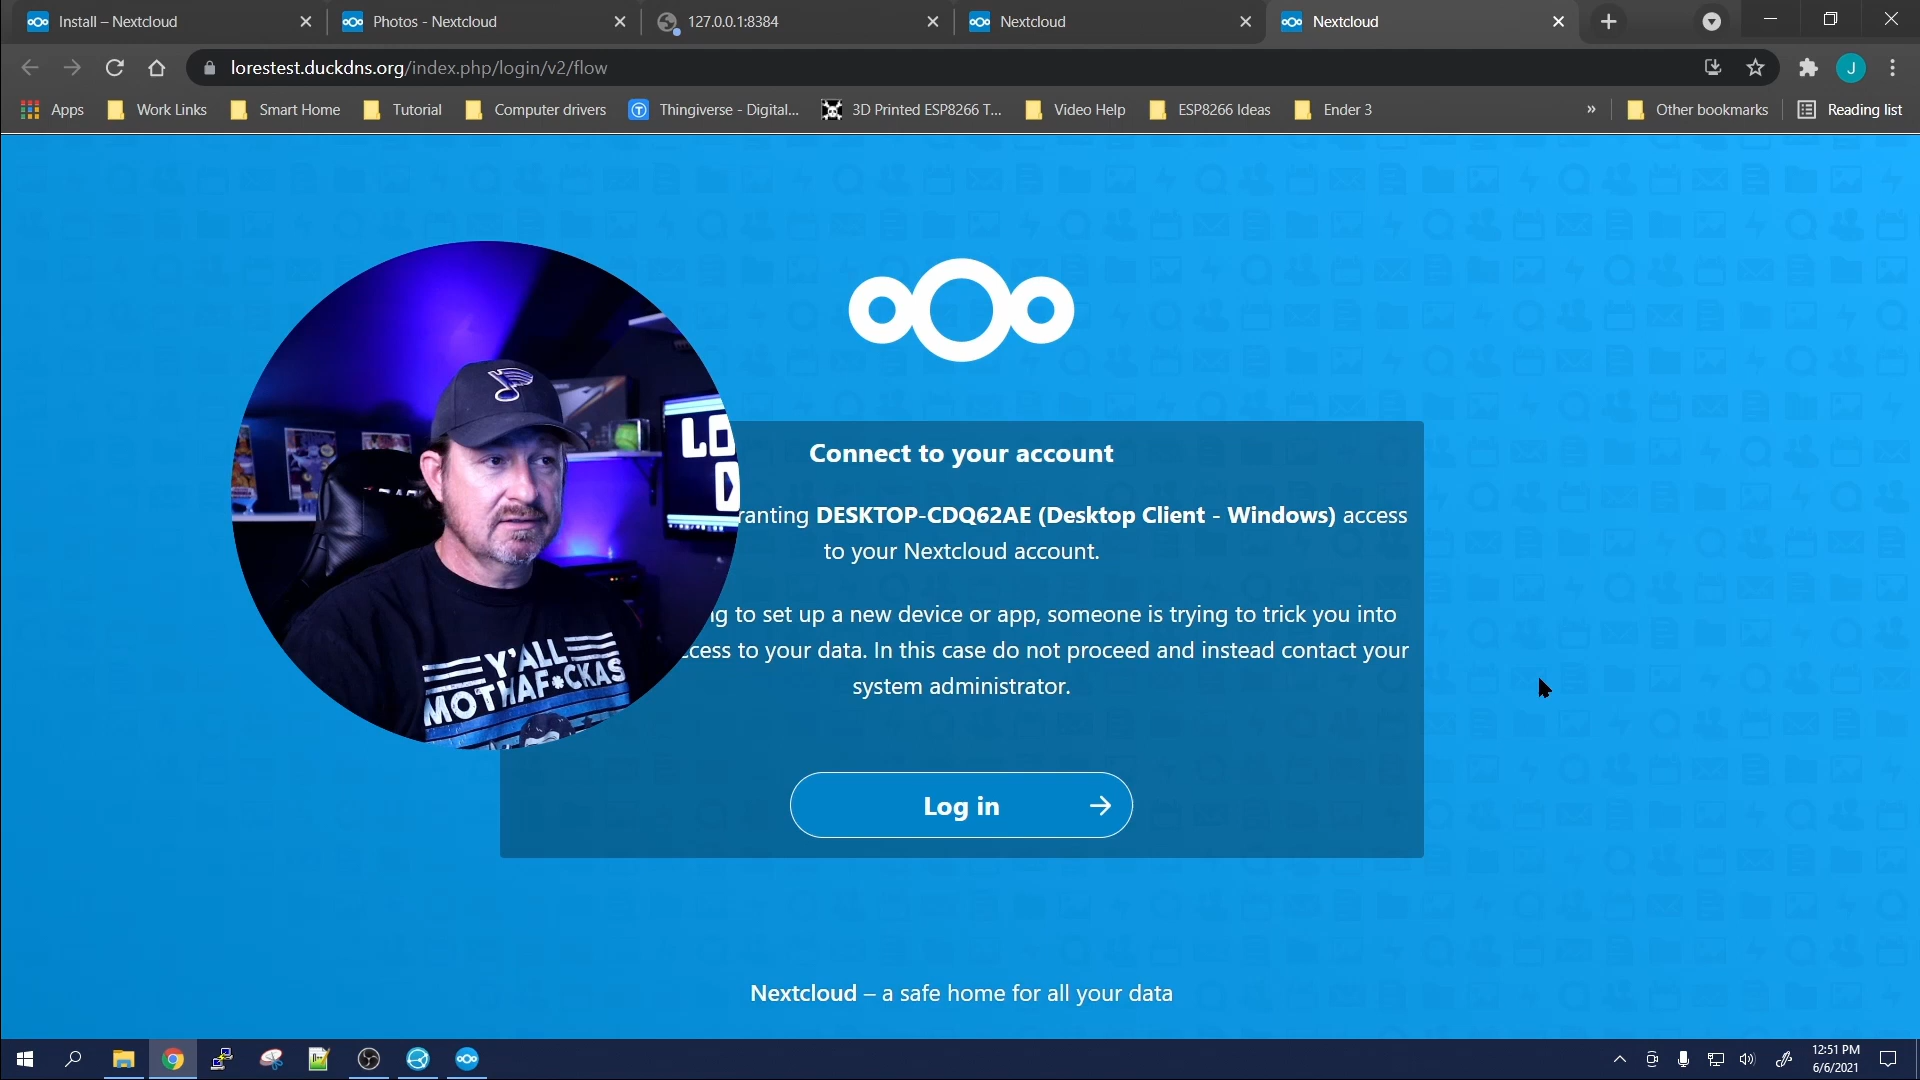 Install – Nextcloud
Photos - Nextcloud
127.0.0.1:8384
Nextcloud
Nextcloud
lorestest.duckdns.org/index.php/login/v2/flow
J
Apps
Work Links
Smart Home
Tutorial
Computer drivers
Thingiverse - Digital...
3D Printed ESP8266 T...
Video Help
ESP8266 Ideas
Ender 3
»
Other bookmarks
Reading list
LO
D
Y'ALL
MOTHAF*CKAS
Connect to your account
ranting DESKTOP-CDQ62AE (Desktop Client - Windows) access
to your Nextcloud account.
to set up a new device or app, someone is trying to trick you into
to your data. In this case do not proceed and instead contact your
system administrator.
Log in
Nextcloud – a safe home for all your data
12:51 PM
6/6/2021